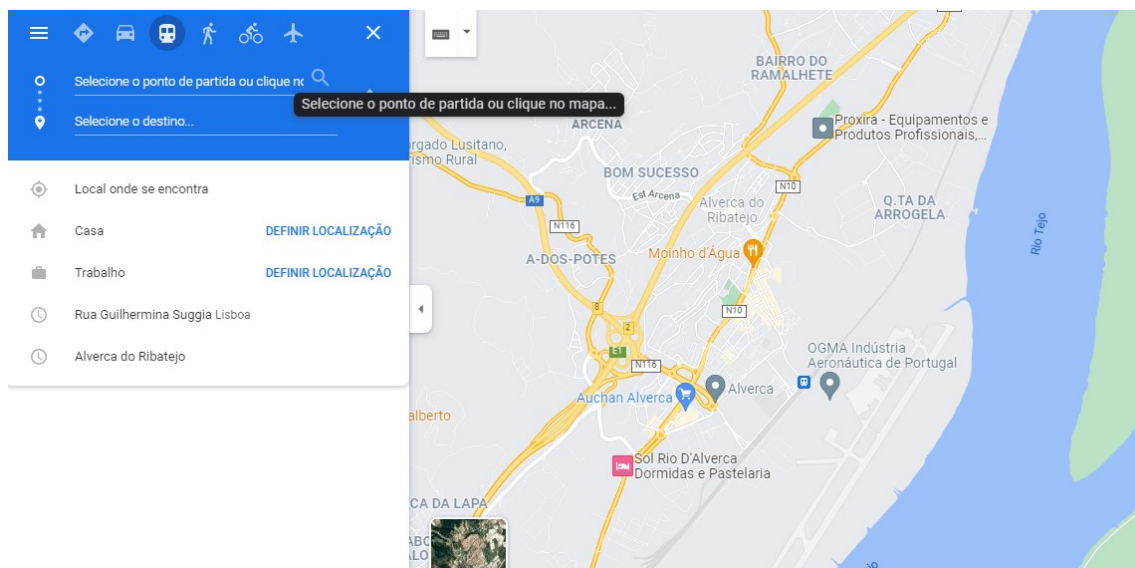 Selecione o ponto de partida ou clique nc
Selecione o ponto de partida ou clique no mapa...
Selecione o destino...
Local onde se encontra
Casa
DEFINIR LOCALIZAÇÃO
Trabalho
DEFINIR LOCALIZAÇÃO
Rua Guilhermina Suggia Lisboa
Alverca do Ribatejo
BAIRRO DO
RAMALHETE
ARCENA
Proxira - Equipamentos e
Produtos Profissionais,...
orgado Lusitano,
rismo Rural
BOM SUCESSO
Est Arcena
N10
A9
Alverca do
Ribatejo
Q.TA DA
ARROGELA
Rio Tejo
N116
A-DOS-POTES
Moinho d'Água
8
N10
2
E1
N116
OGMA Indústria
Aeronáutica de Portugal
Auchan Alverca
Alverca
alberto
Sol Rio D'Alverca
Dormidas e Pastelaria
CA DA LAPA